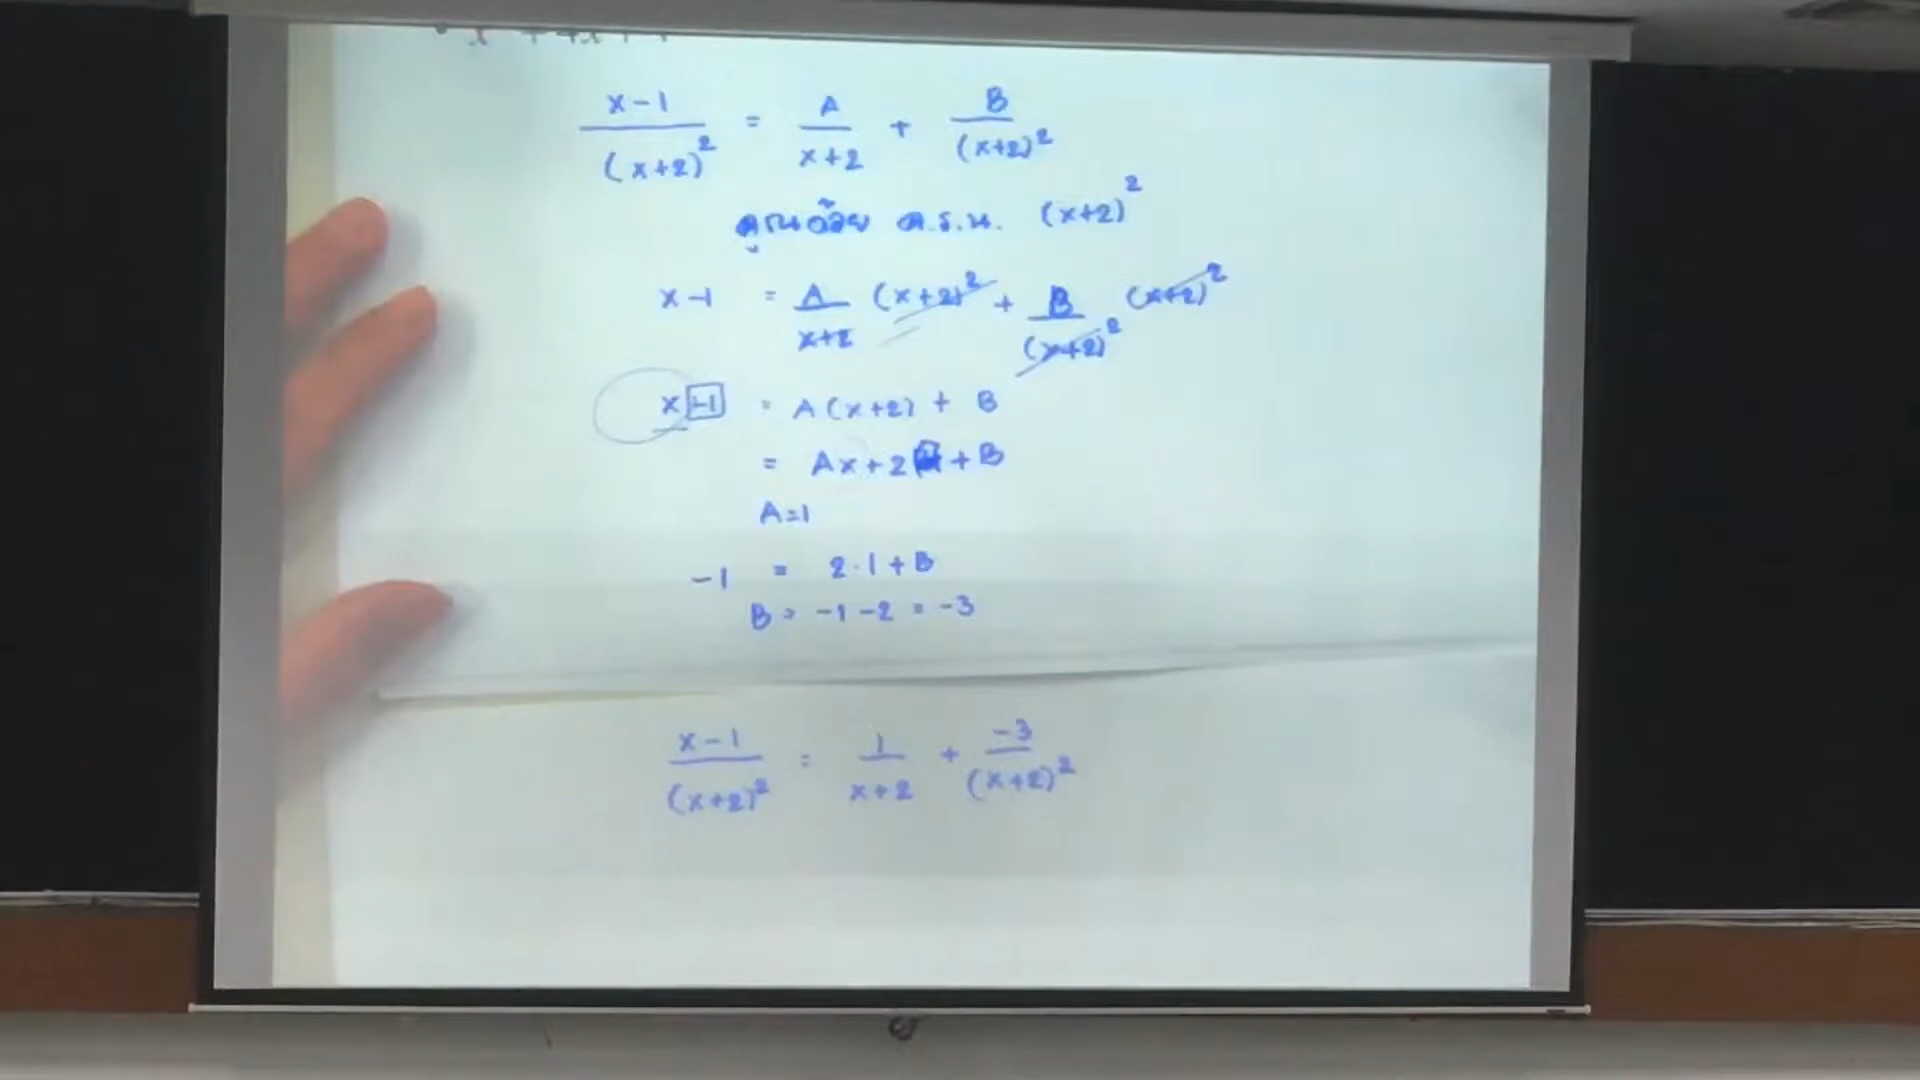 x-1/(x+2)² = A/x+2 + B/(x+2)²
คูณด้วย ค.ร.น. (x+2)²
x-1 = A/x+2 (x+2)² + B/(x+2)² (x+2)²
x-1 = A(x+2) + B
= Ax+2A+B
A=1
-1 = 2·1+B
B = -1-2 = -3
x-1/(x+2)² = 1/x+2 + -3/(x+2)²